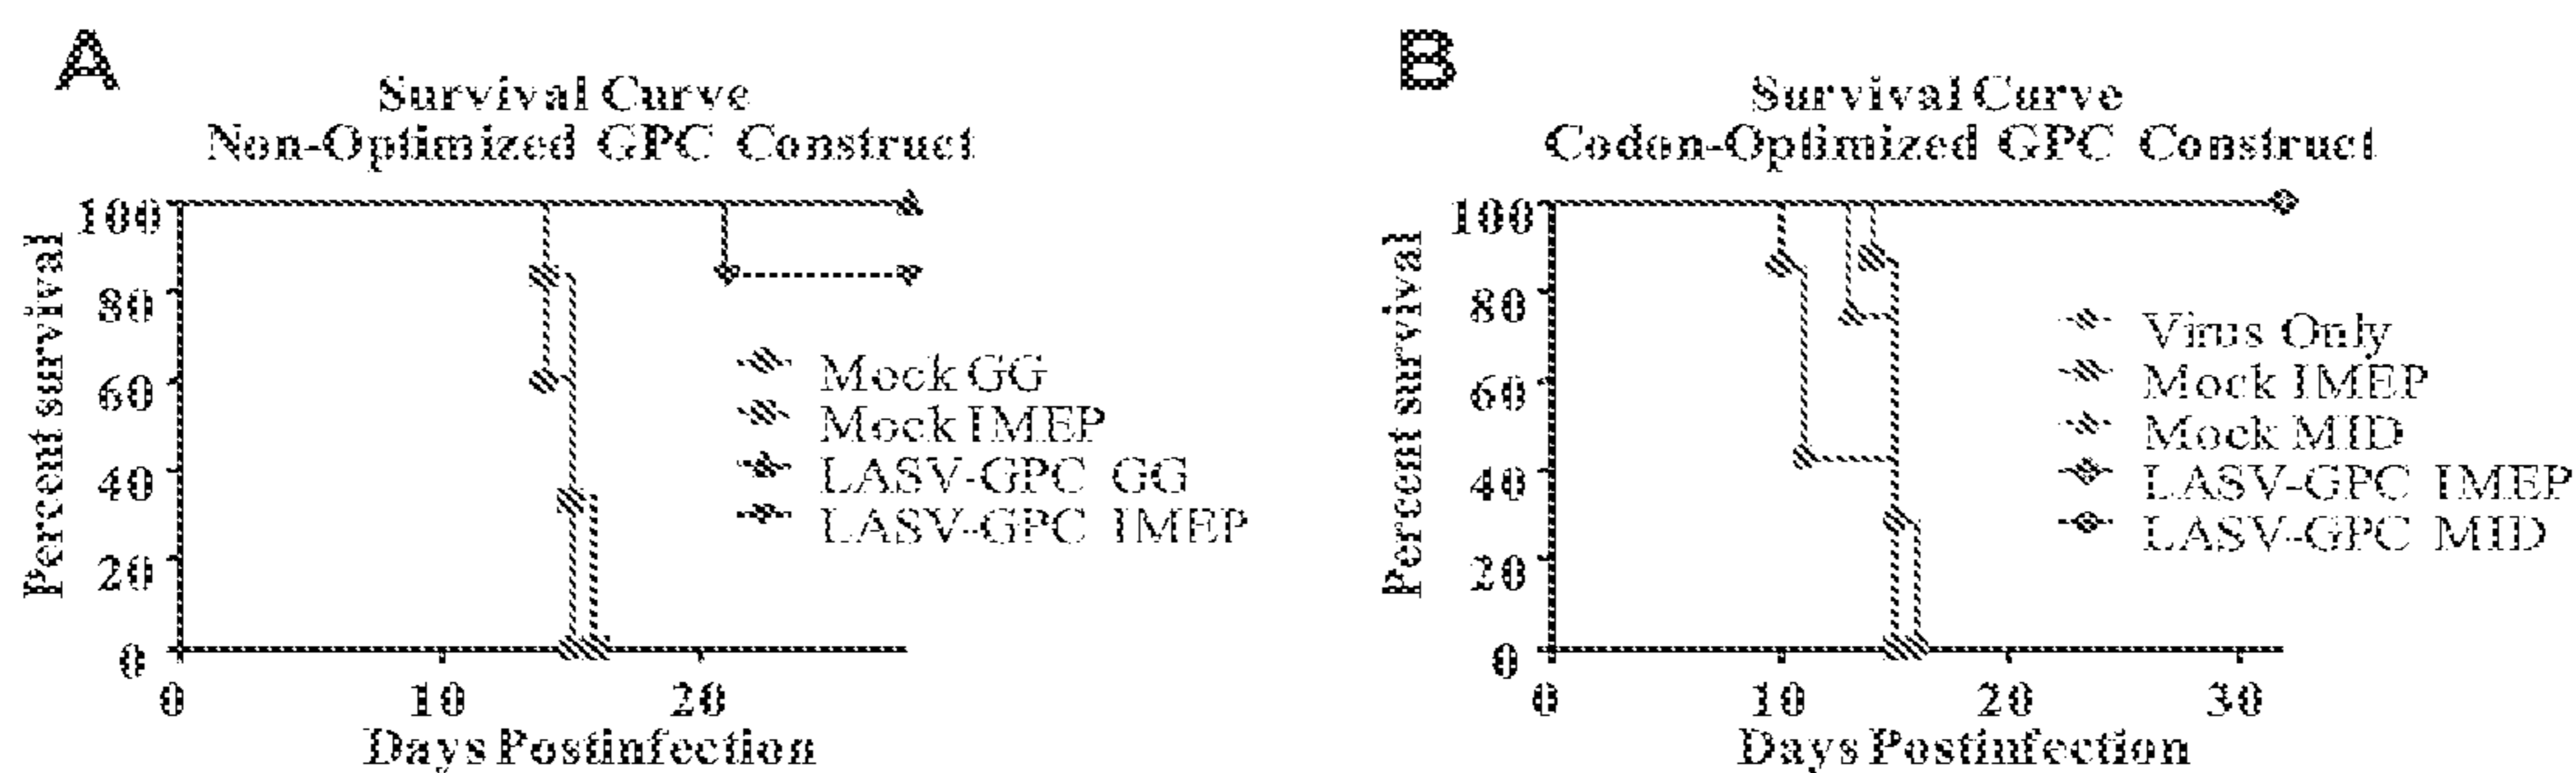 A
Survival Curve
Non-Optimized GPC Construct
Percent survival
100
80
60
40
20
0
0 10 20
Days Postinfection
Mock GG
Mock IMEP
LASV-GPC GG
LASV-GPC IMEP
B
Survival Curve
Codon-Optimized GPC Construct
Percent survival
100
80
60
40
20
0
0 10 20 30
Days Postinfection
Virus Only
Mock IMEP
Mock MID
LASV-GPC IMEP
LASV-GPC MID